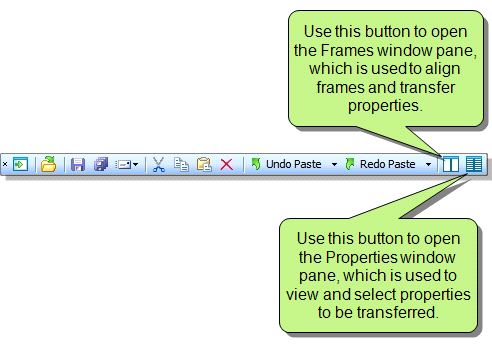 Use this button to open
the Frames window pane,
which is used to align
frames and transfer
properties.
Undo Paste Redo Paste
Use this button to open
the Properties window
pane, which is used to
view and select properties
to be transferred.